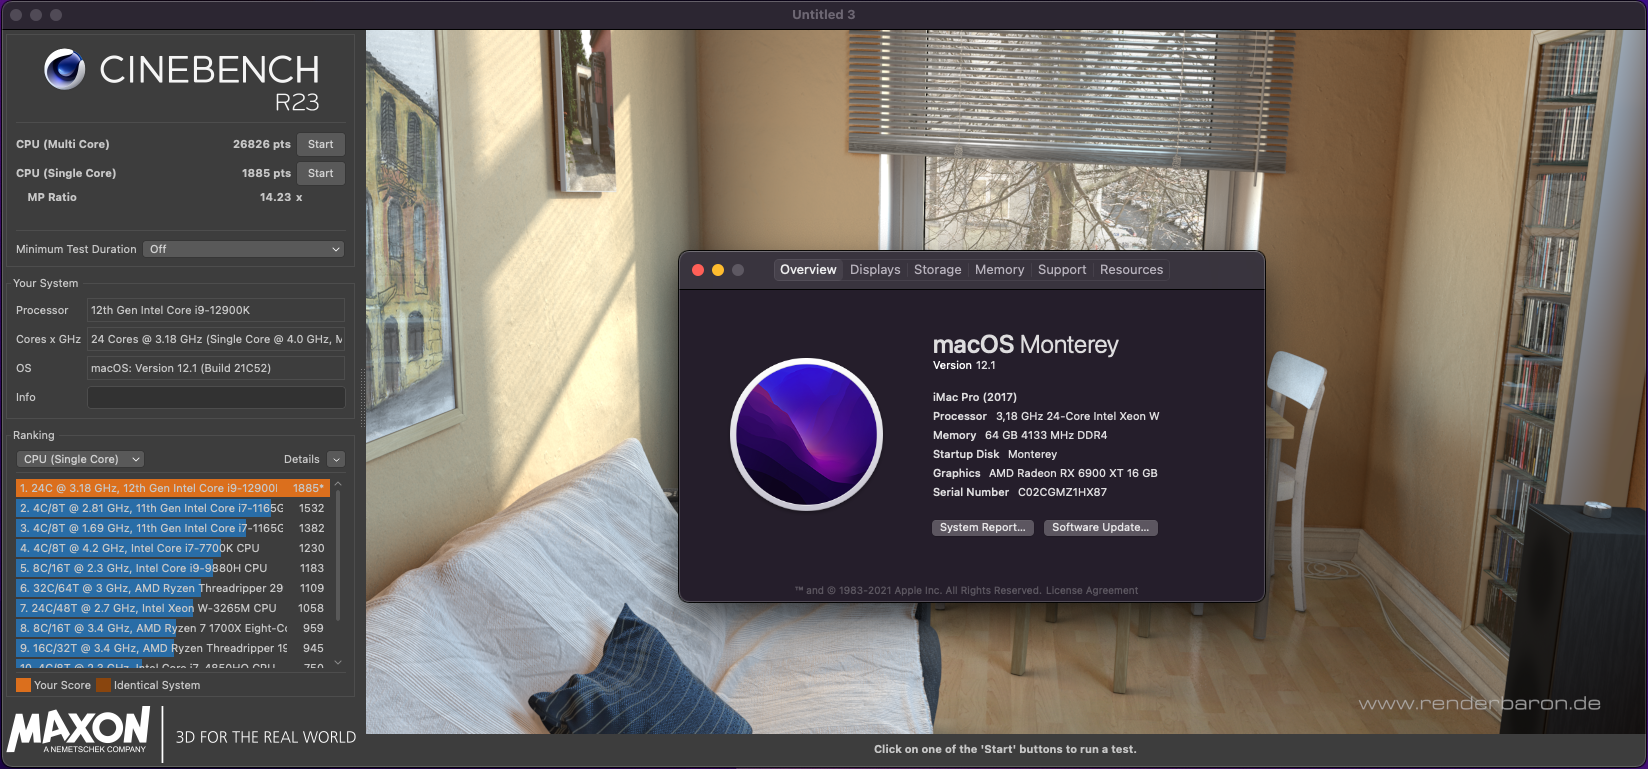 Untitled 3
CINEBENCH
R23
CPU (Multi Core) 26826 pts Start
CPU (Single Core) 1885 pts Start
MP Ratio 14.23 x
Minimum Test Duration Off
Your System
Processor 12th Gen Intel Core i9-12900K
Cores x GHz 24 Cores @ 3.18 GHz (Single Core @ 4.0 GHz, M
OS macOS: Version 12.1 (Build 21C52)
Info
Ranking
CPU (Single Core) Details
1. 24C @ 3.18 GHz, 12th Gen Intel Core i9-12900I 1885*
2. 4C/8T @ 2.81 GHz, 11th Gen Intel Core i7-1165G 1532
3. 4C/8T @ 1.69 GHz, 11th Gen Intel Core i7-1165G 1382
4. 4C/8T @ 4.2 GHz, Intel Core i7-7700K CPU 1230
5. 8C/16T @ 2.3 GHz, Intel Core i9-9880H CPU 1183
6. 32C/64T @ 3 GHz, AMD Ryzen Threadripper 29 1109
7. 24C/48T @ 2.7 GHz, Intel Xeon W-3265M CPU 1058
8. 8C/16T @ 3.4 GHz, AMD Ryzen 7 1700X Eight-Co 959
9. 16C/32T @ 3.4 GHz, AMD Ryzen Threadripper 19 945
10. 4C/8T @ 2.3 GHz, Intel Core i7-4850HQ CPU 750
Your Score Identical System
MAXON
A NEMETSCHEK COMPANY
3D FOR THE REAL WORLD
Overview Displays Storage Memory Support Resources
macOS Monterey
Version 12.1
iMac Pro (2017)
Processor 3,18 GHz 24-Core Intel Xeon W
Memory 64 GB 4133 MHz DDR4
Startup Disk Monterey
Graphics AMD Radeon RX 6900 XT 16 GB
Serial Number C02CGMZ1HX87
System Report... Software Update...
™ and © 1983-2021 Apple Inc. All Rights Reserved. License Agreement
www.renderbaron.de
Click on one of the 'Start' buttons to run a test.